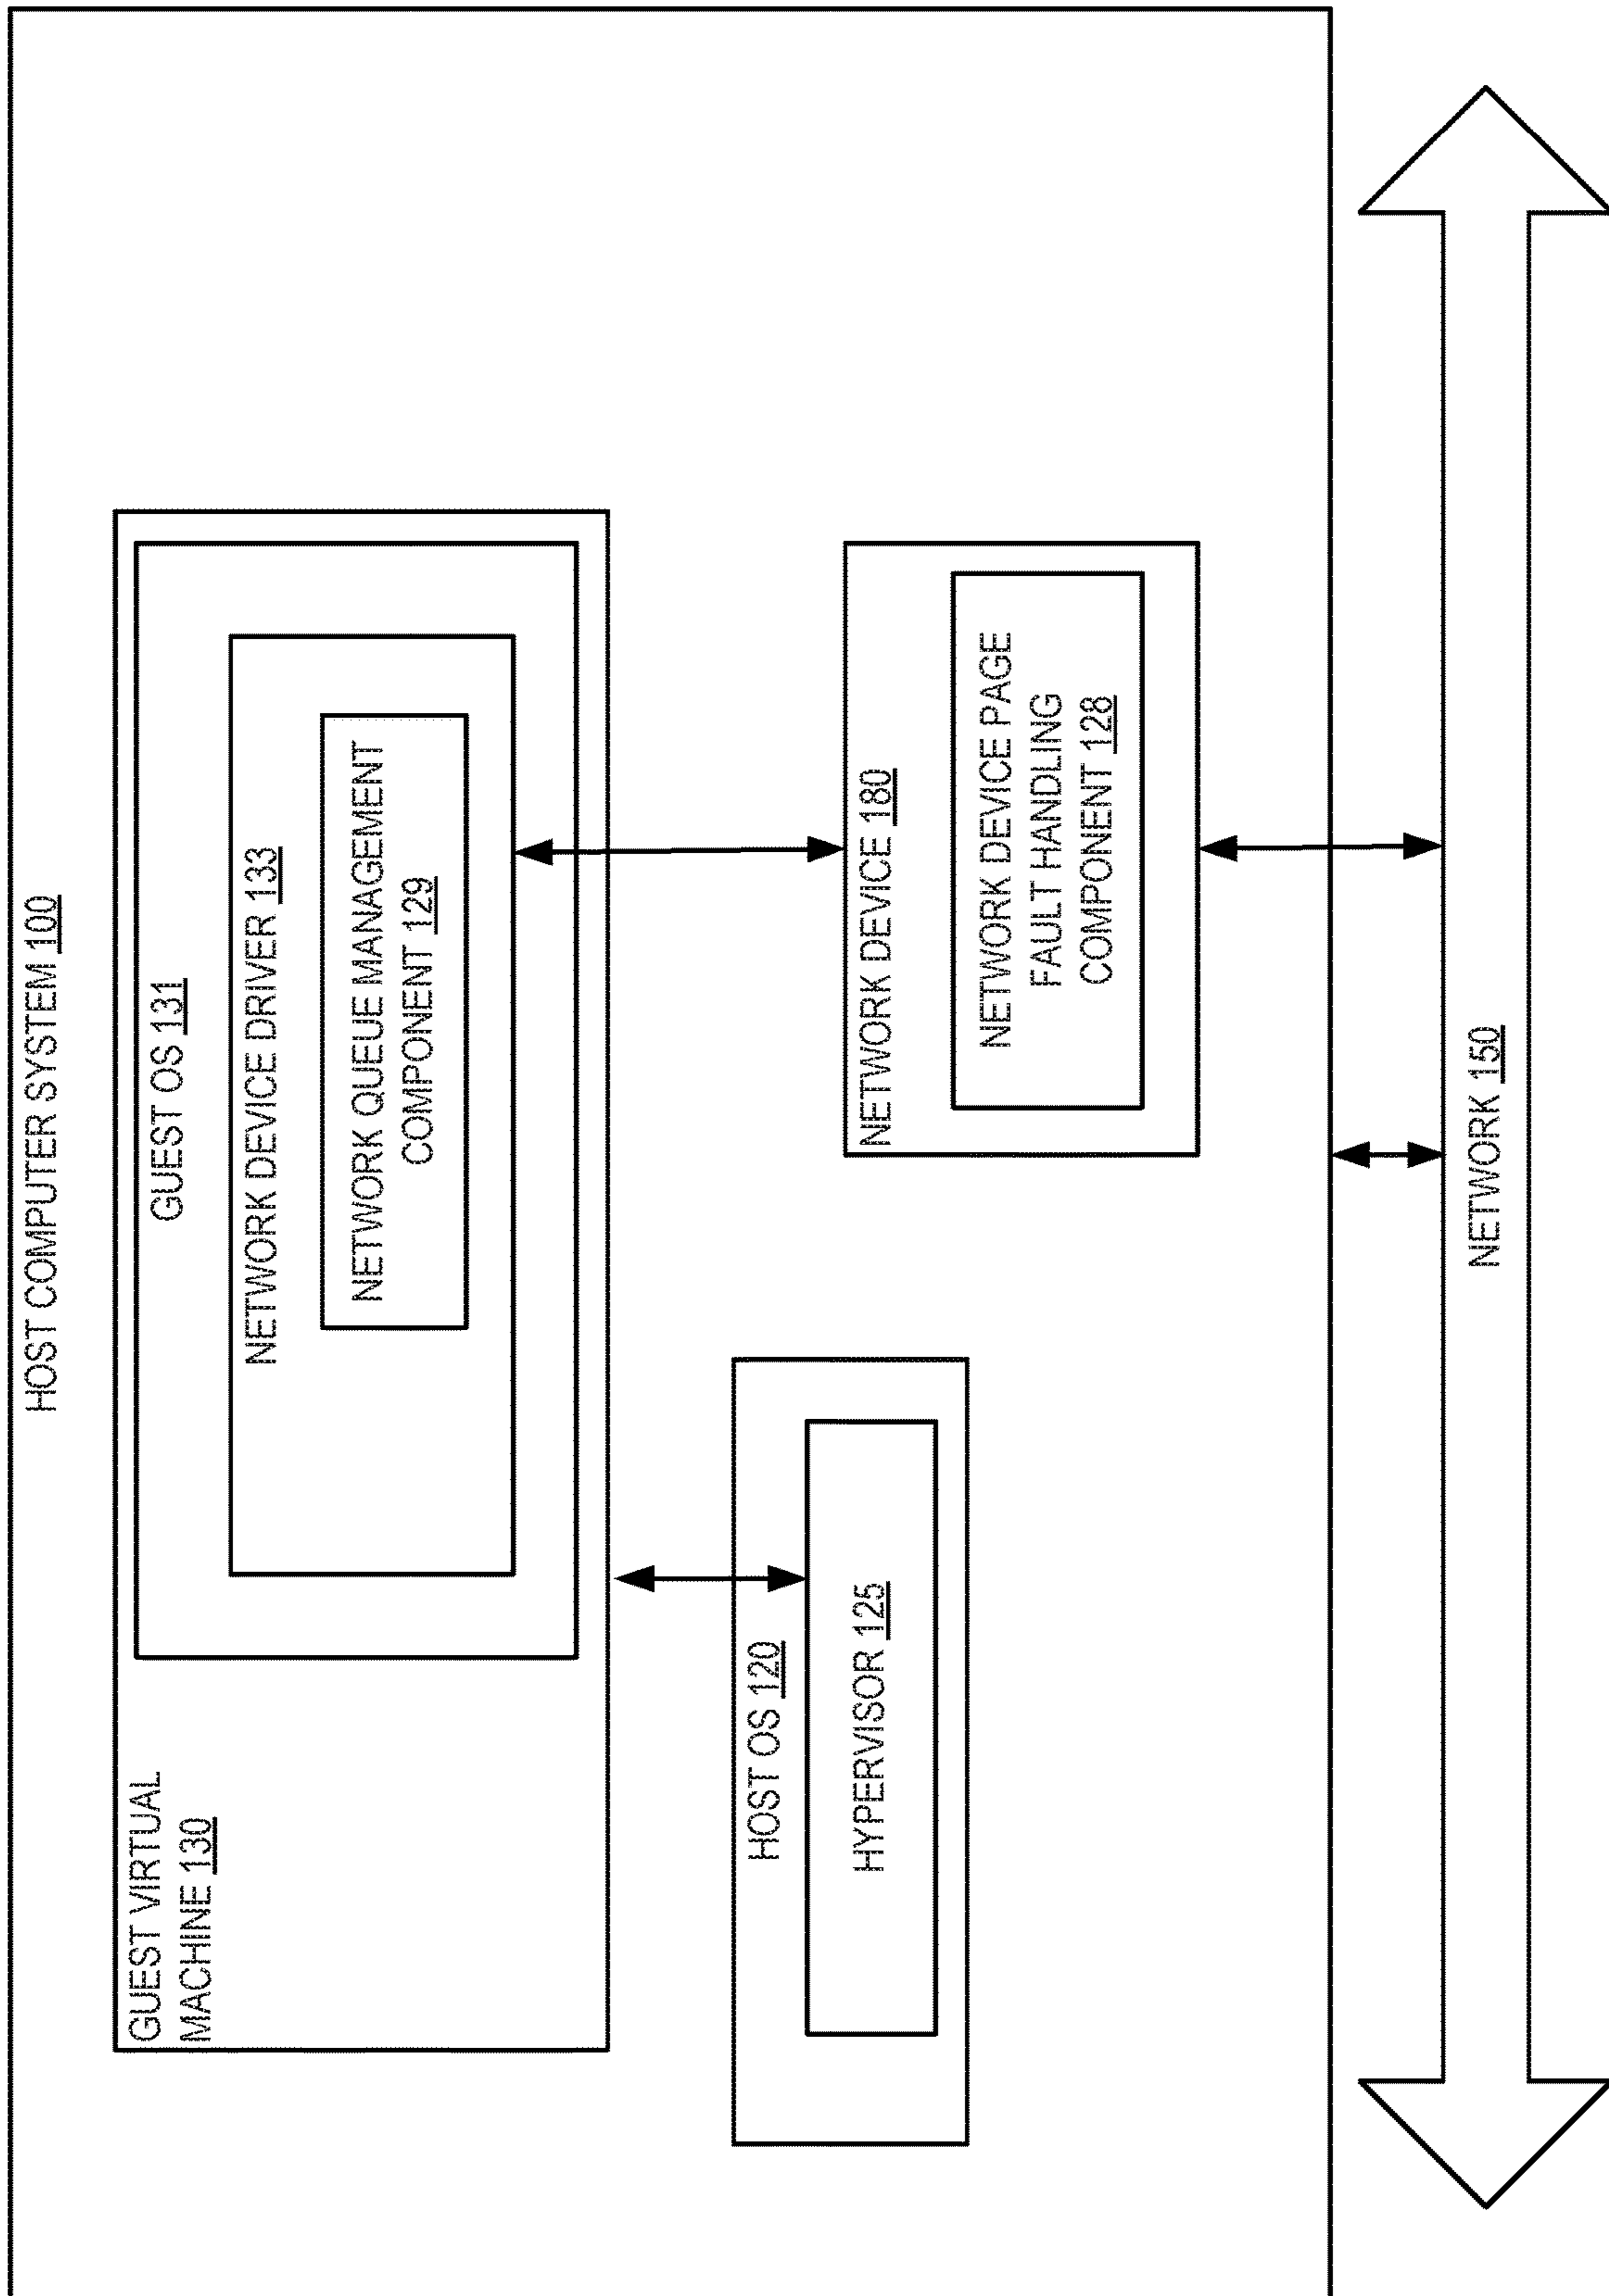 HOST COMPUTER SYSTEM 100
GUEST VIRTUAL
MACHINE 130
GUEST OS 131
NETWORK DEVICE DRIVER 133
NETWORK QUEUE MANAGEMENT
COMPONENT 129
HOST OS 120
HYPERVISOR 125
NETWORK DEVICE 180
NETWORK DEVICE PAGE
FAULT HANDLING
COMPONENT 128
NETWORK 150